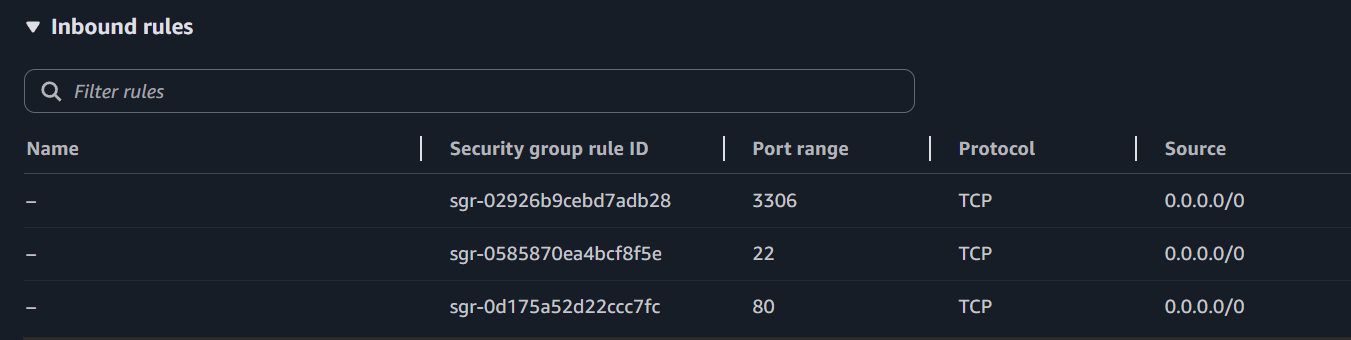 Inbound rules
Filter rules
Name Security group rule ID Port range Protocol Source
– sgr-02926b9cebd7adb28 3306 TCP 0.0.0.0/0
– sgr-0585870ea4bcf8f5e 22 TCP 0.0.0.0/0
– sgr-0d175a52d22ccc7fc 80 TCP 0.0.0.0/0